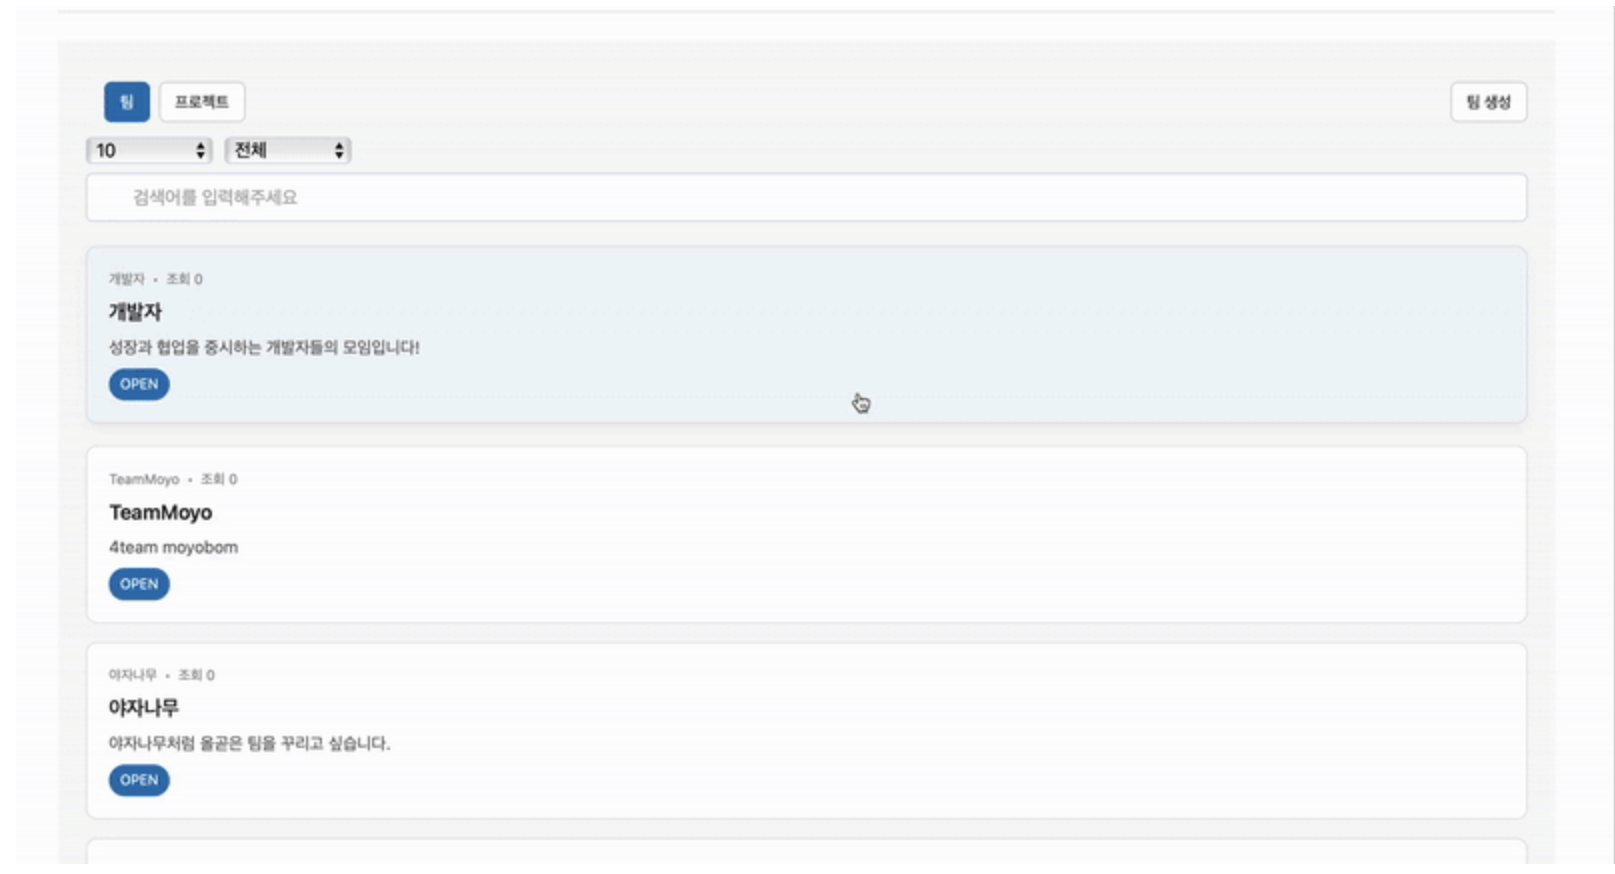 팀 프로젝트 팀 생성
10 전체
검색어를 입력해주세요
개발자 • 조회 0
개발자
성장과 협업을 중시하는 개발자들의 모임입니다!
OPEN
TeamMoyo • 조회 0
TeamMoyo
4team moyobom
OPEN
야자나무 • 조회 0
야자나무
야자나무처럼 올곧은 팀을 꾸리고 싶습니다.
OPEN